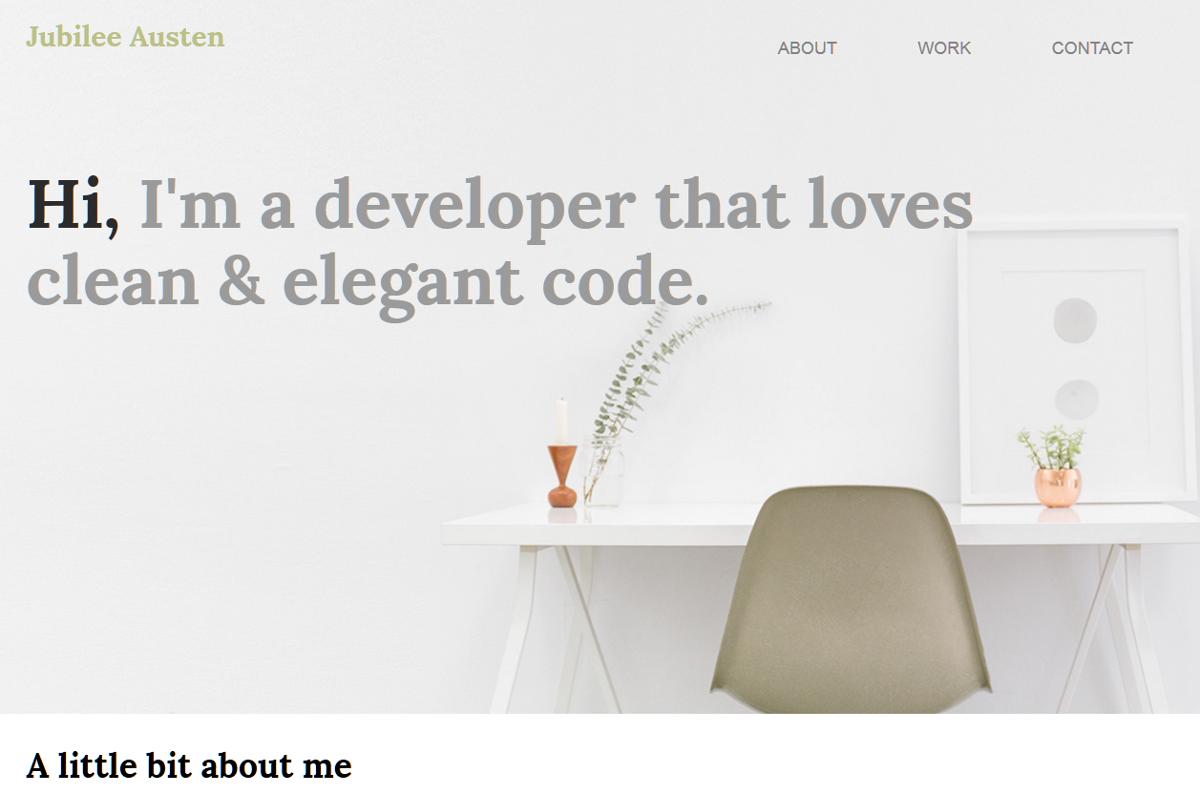 Jubilee Austen
ABOUT WORK CONTACT
Hi, I'm a developer that loves
clean & elegant code.
A little bit about me